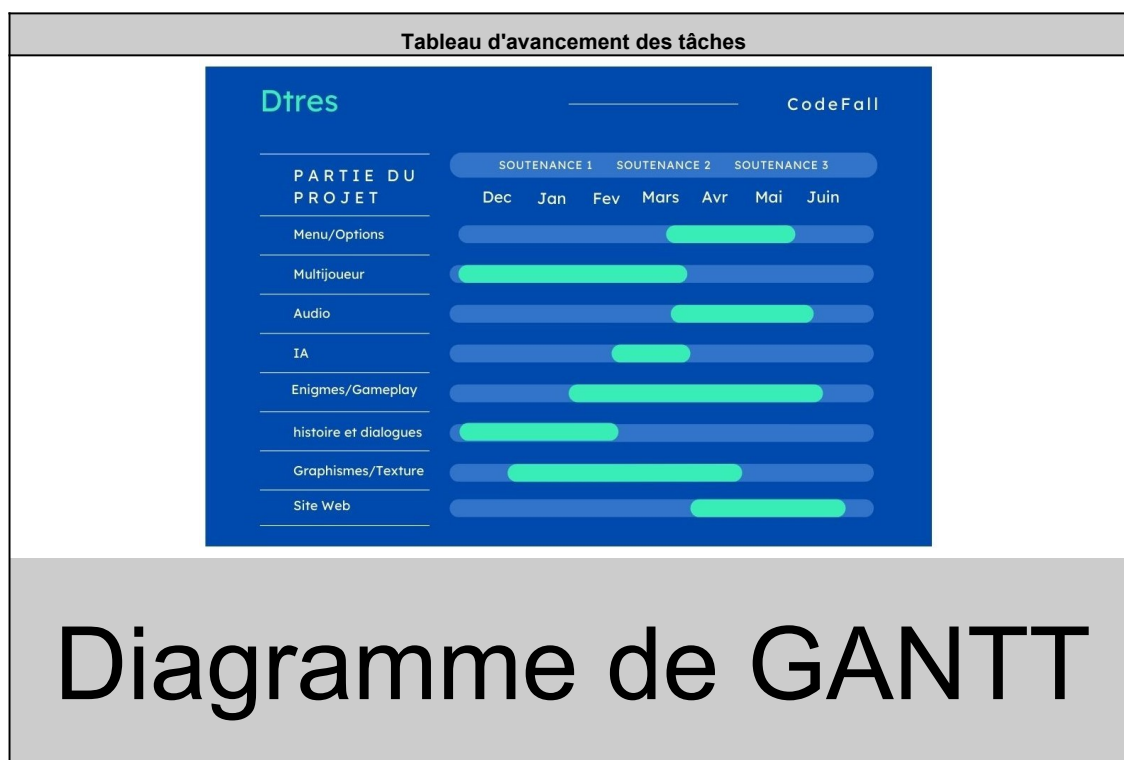 Tableau d'avancement des tâches
Dtres
CodeFall
PARTIE DU
PROJET
SOUTENANCE 1 SOUTENANCE 2 SOUTENANCE 3
Dec Jan Fev Mars Avr Mai Juin
Menu/Options
Multijoueur
Audio
IA
Enigmes/Gameplay
histoire et dialogues
Graphismes/Texture
Site Web
Diagramme de GANTT